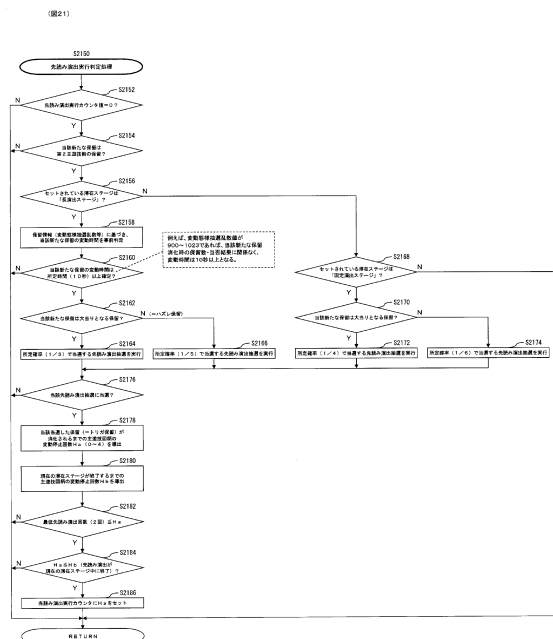 (図21)
S2150
先読み演出実行判定処理
S2152
先読み演出実行カウンタ値=0?
N
Y
S2154
当該新たな保留は
第2主遊技側の保留?
N
Y
S2156
セットされている滞在ステージは
「長演出ステージ」?
N
Y
S2158
保留情報(変動態様抽選乱数等)に基づき、
当該新たな保留の変動時間を事前判定
例えば、変動態様抽選乱数値が
900~1023であれば、当該新たな保留
消化時の保留数・当否結果に関係なく、
変動時間は10秒以上となる。
S2160
当該新たな保留の変動時間は
所定時間(10秒)以上確定?
N
Y
S2162
当該新たな保留は大当りとなる保留?
N(=ハズレ保留)
Y
S2164
所定確率(1/3)で当選する先読み演出抽選を実行
S2166
所定確率(1/5)で当選する先読み演出抽選を実行
S2168
セットされている滞在ステージは
「固定演出ステージ」?
N
Y
S2170
当該新たな保留は大当りとなる保留?
N
Y
S2172
所定確率(1/4)で当選する先読み演出抽選を実行
S2174
所定確率(1/6)で当選する先読み演出抽選を実行
S2176
当該先読み演出抽選に当選?
N
Y
S2178
当該当選した保留(=トリガ保留)が
消化されるまでの主遊技図柄の
変動停止回数Ha(0~4)を導出
S2180
現在の滞在ステージが終了するまでの
主遊技図柄の変動停止回数Hbを導出
S2182
最低先読み演出回数(2回)≦Ha
N
Y
S2184
Ha≦Hb(先読み演出が
現在の滞在ステージ中に終了)?
N
Y
S2186
先読み演出実行カウンタにHaをセット
RETURN